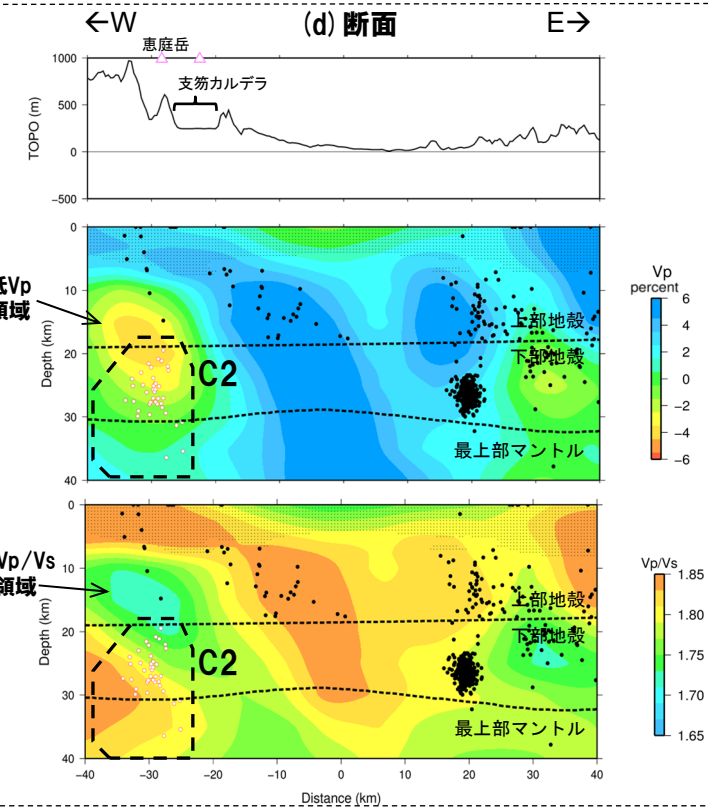 ←W
(d) 断面
E→
恵庭岳
支笏カルデラ
1000
500
0
−500
TOPO (m)
0
10
20
30
40
Depth (km)
低Vp
領域
C2
上部地殻
下部地殻
最上部マントル
Vp
percent
6
4
2
0
−2
−4
−6
0
10
20
30
40
Depth (km)
Vp/Vs
領域
C2
上部地殻
下部地殻
最上部マントル
Vp/Vs
1.85
1.80
1.75
1.70
1.65
−40 −30 −20 −10 0 10 20 30 40
Distance (km)